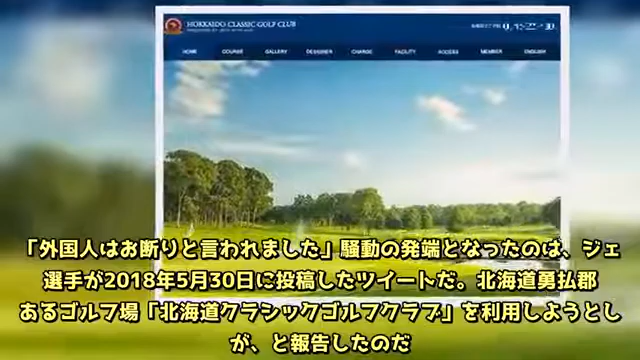 HOKKAIDO CLASSIC GOLF CLUB
HOME COURSE GALLERY DESIGNER CHARGE FACILITY ACCESS MEMBER ENGLISH
「外国人はお断りと言われました」騒動の発端となったのは、ジェ
選手が2018年5月30日に投稿したツイートだ。北海道勇払郡
あるゴルフ場「北海道クラシックゴルフクラブ」を利用しようとし
が、と報告したのだ